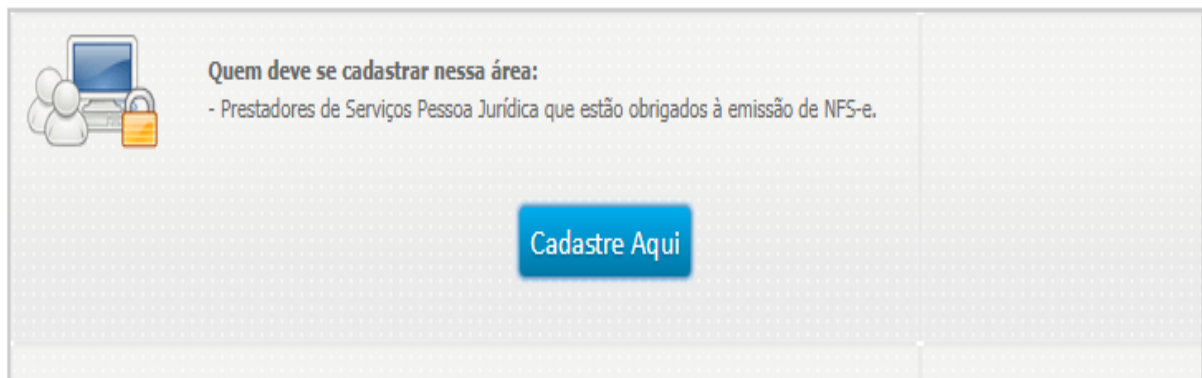 Quem deve se cadastrar nessa área:
- Prestadores de Serviços Pessoa Jurídica que estão obrigados à emissão de NFS-e.
Cadastre Aqui